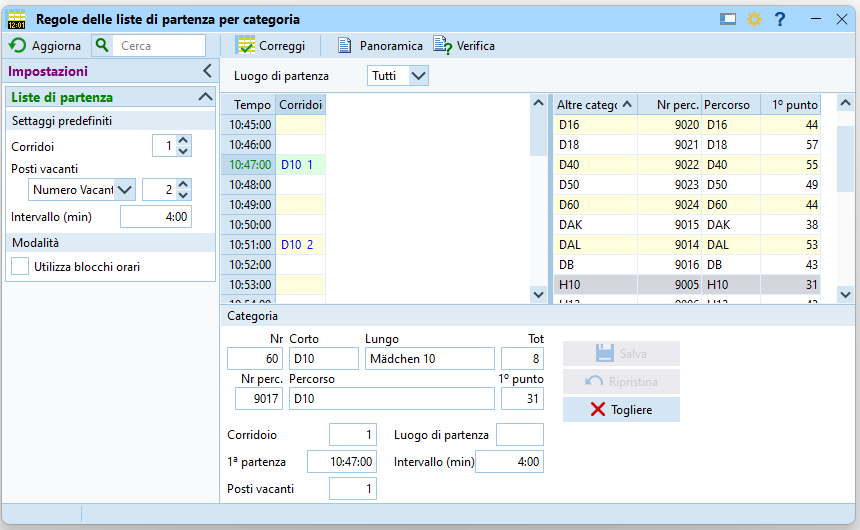 12:01 Regole delle liste di partenza per categoria ?
Aggiorna Cerca Correggi Panoramica Verifica
Impostazioni
Liste di partenza
Settaggi predefiniti
Corridoi 1
Posti vacanti
Numero Vacant 2
Intervallo (min) 4:00
Modalità
Utilizza blocchi orari
Luogo di partenza Tutti
Tempo Corridoi
10:45:00
10:46:00
10:47:00 D10 1
10:48:00
10:49:00
10:50:00
10:51:00 D10 2
10:52:00
10:53:00
10:54:00
Altre categ Nr perc. Percorso 1º punto
D16 9020 D16 44
D18 9021 D18 57
D40 9022 D40 55
D50 9023 D50 49
D60 9024 D60 44
DAK 9015 DAK 38
DAL 9014 DAL 53
DB 9016 DB 43
H10 9005 H10 31
H12 9006 H12
Categoria
Nr Corto Lungo Tot
60 D10 Mädchen 10 8
Nr perc. Percorso 1º punto
9017 D10 31
Corridoio 1 Luogo di partenza
1ª partenza 10:47:00 Intervallo (min) 4:00
Posti vacanti 1
Salva
Ripristina
Togliere